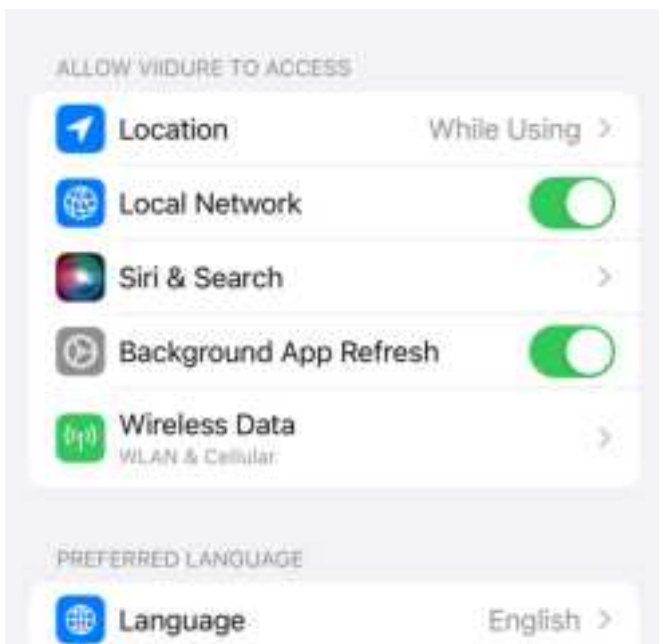 ALLOW VIIDURE TO ACCESS
Location While Using
Local Network
Siri & Search
Background App Refresh
Wireless Data
WLAN & Cellular
PREFERRED LANGUAGE
Language English